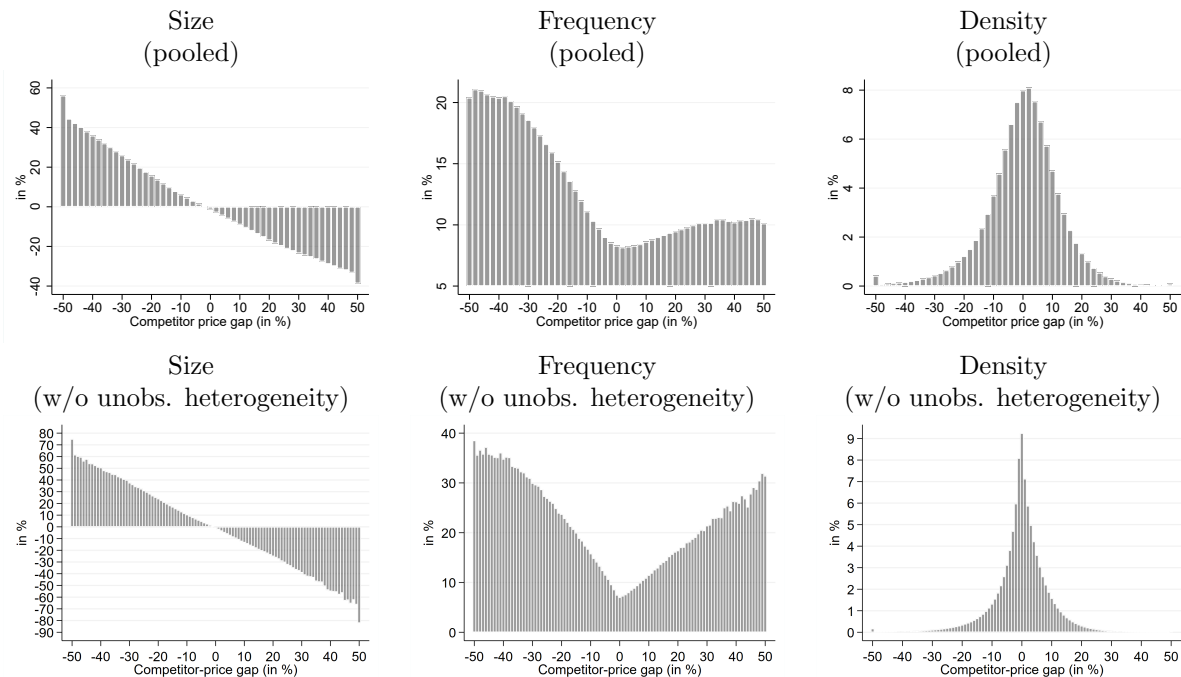 Size
(pooled)
Frequency
(pooled)
Density
(pooled)
in %
60
40
20
0
-20
-40
-50 -40 -30 -20 -10 0 10 20 30 40 50
Competitor price gap (in %)
in %
20
15
10
5
-50 -40 -30 -20 -10 0 10 20 30 40 50
Competitor price gap (in %)
in %
8
6
4
2
0
-50 -40 -30 -20 -10 0 10 20 30 40 50
Competitor price gap (in %)
Size
(w/o unobs. heterogeneity)
Frequency
(w/o unobs. heterogeneity)
Density
(w/o unobs. heterogeneity)
in %
80
70
60
50
40
30
20
10
0
-10
-20
-30
-40
-50
-60
-70
-80
-90
-50 -40 -30 -20 -10 0 10 20 30 40 50
Competitor-price gap (in %)
in %
40
30
20
10
0
-50 -40 -30 -20 -10 0 10 20 30 40 50
Competitor-price gap (in %)
in %
9
8
7
6
5
4
3
2
1
0
-50 -40 -30 -20 -10 0 10 20 30 40 50
Competitor-price gap (in %)